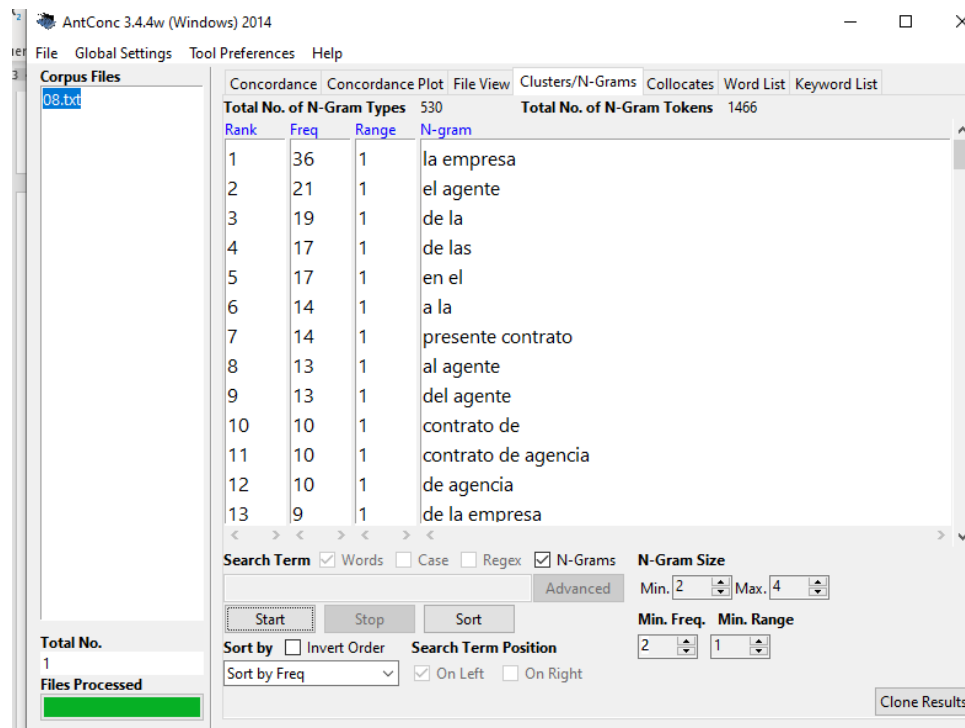 AntConc 3.4.4w (Windows) 2014
File Global Settings Tool Preferences Help
Corpus Files
08.txt
Concordance Concordance Plot File View Clusters/N-Grams Collocates Word List Keyword List
Total No. of N-Gram Types 530 Total No. of N-Gram Tokens 1466
Rank Freq Range N-gram
1 36 1 la empresa
2 21 1 el agente
3 19 1 de la
4 17 1 de las
5 17 1 en el
6 14 1 a la
7 14 1 presente contrato
8 13 1 al agente
9 13 1 del agente
10 10 1 contrato de
11 10 1 contrato de agencia
12 10 1 de agencia
13 9 1 de la empresa
Search Term Words Case Regex N-Grams N-Gram Size
Advanced Min. 2 Max. 4
Start Stop Sort Min. Freq. Min. Range
Total No. Sort by Invert Order Search Term Position 2 1
1 Sort by Freq On Left On Right
Files Processed
Clone Results